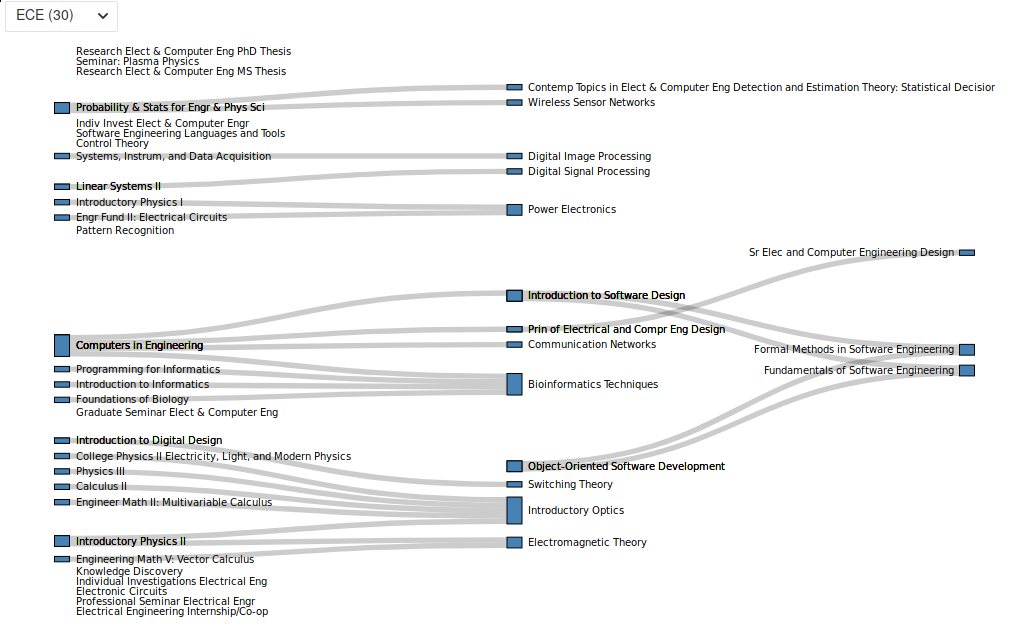 ECE (30)
Research Elect & Computer Eng PhD Thesis
Seminar: Plasma Physics
Research Elect & Computer Eng MS Thesis
Contemp Topics in Elect & Computer Eng Detection and Estimation Theory: Statistical Decisior
Wireless Sensor Networks
Probability & Stats for Engr & Phys Sci
Indiv Invest Elect & Computer Engr
Software Engineering Languages and Tools
Control Theory
Systems, Instrum, and Data Acquisition
Digital Image Processing
Digital Signal Processing
Linear Systems II
Introductory Physics I
Power Electronics
Engr Fund II: Electrical Circuits
Pattern Recognition
Sr Elec and Computer Engineering Design
Introduction to Software Design
Prin of Electrical and Compr Eng Design
Computers in Engineering
Communication Networks
Formal Methods in Software Engineering
Fundamentals of Software Engineering
Programming for Informatics
Introduction to Informatics
Bioinformatics Techniques
Foundations of Biology
Graduate Seminar Elect & Computer Eng
Introduction to Digital Design
College Physics II Electricity, Light, and Modern Physics
Object-Oriented Software Development
Physics III
Switching Theory
Calculus II
Engineer Math II: Multivariable Calculus
Introductory Optics
Introductory Physics II
Electromagnetic Theory
Engineering Math V: Vector Calculus
Knowledge Discovery
Individual Investigations Electrical Eng
Electronic Circuits
Professional Seminar Electrical Engr
Electrical Engineering Internship/Co-op